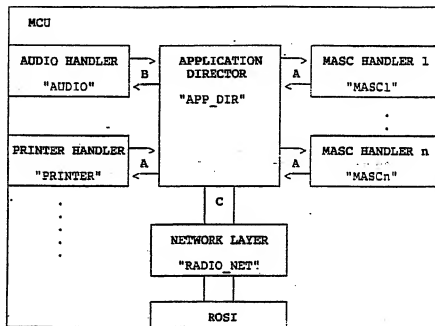 MCU
AUDIO HANDLER
"AUDIO"
B
APPLICATION
DIRECTOR
"APP_DIR"
A
MASC HANDLER 1
"MASC1"
PRINTER HANDLER
"PRINTER"
A
A
MASC HANDLER n
"MASCn"
C
NETWORK LAYER
"RADIO_NET"
ROSI